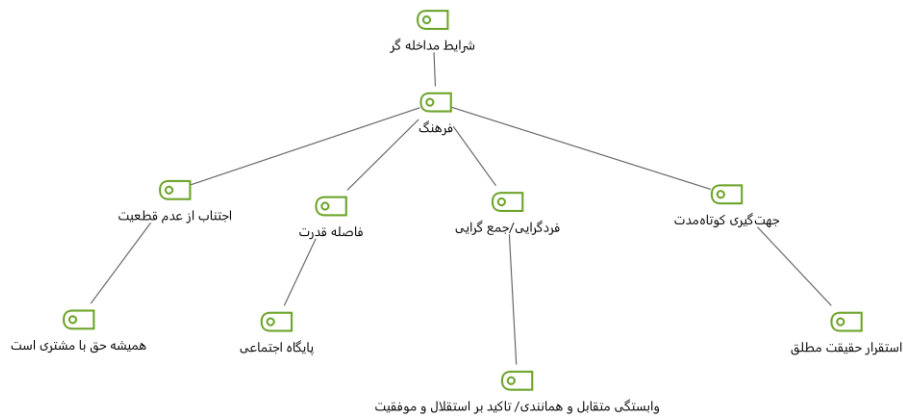 شرایط مداخله گر
فرهنگ
اجتناب از عدم قطعیت
فاصله قدرت
فردگرایی/جمع گرایی
جهت‌گیری کوتاه‌مدت
همیشه حق با مشتری است
پایگاه اجتماعی
وابستگی متقابل و همانندی/ تاکید بر استقلال و موفقیت
استقرار حقیقت مطلق